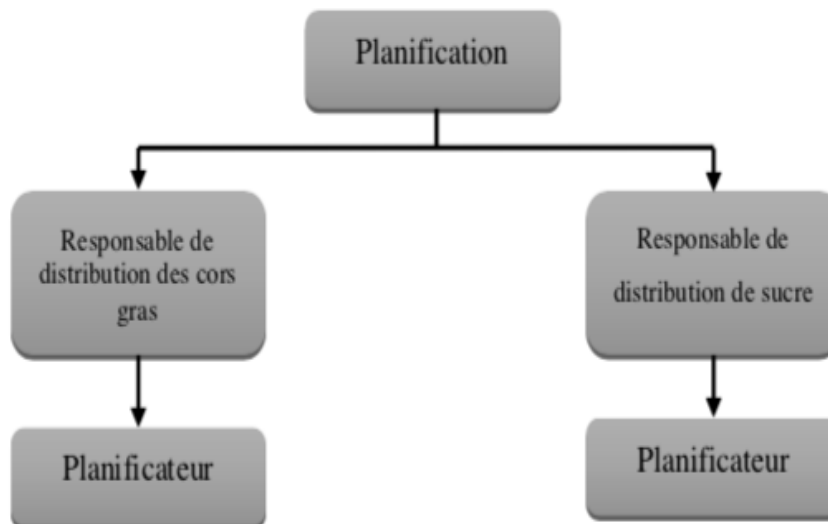 Planification
Responsable de
distribution des cors
gras
Responsable de
distribution de sucre
Planificateur
Planificateur